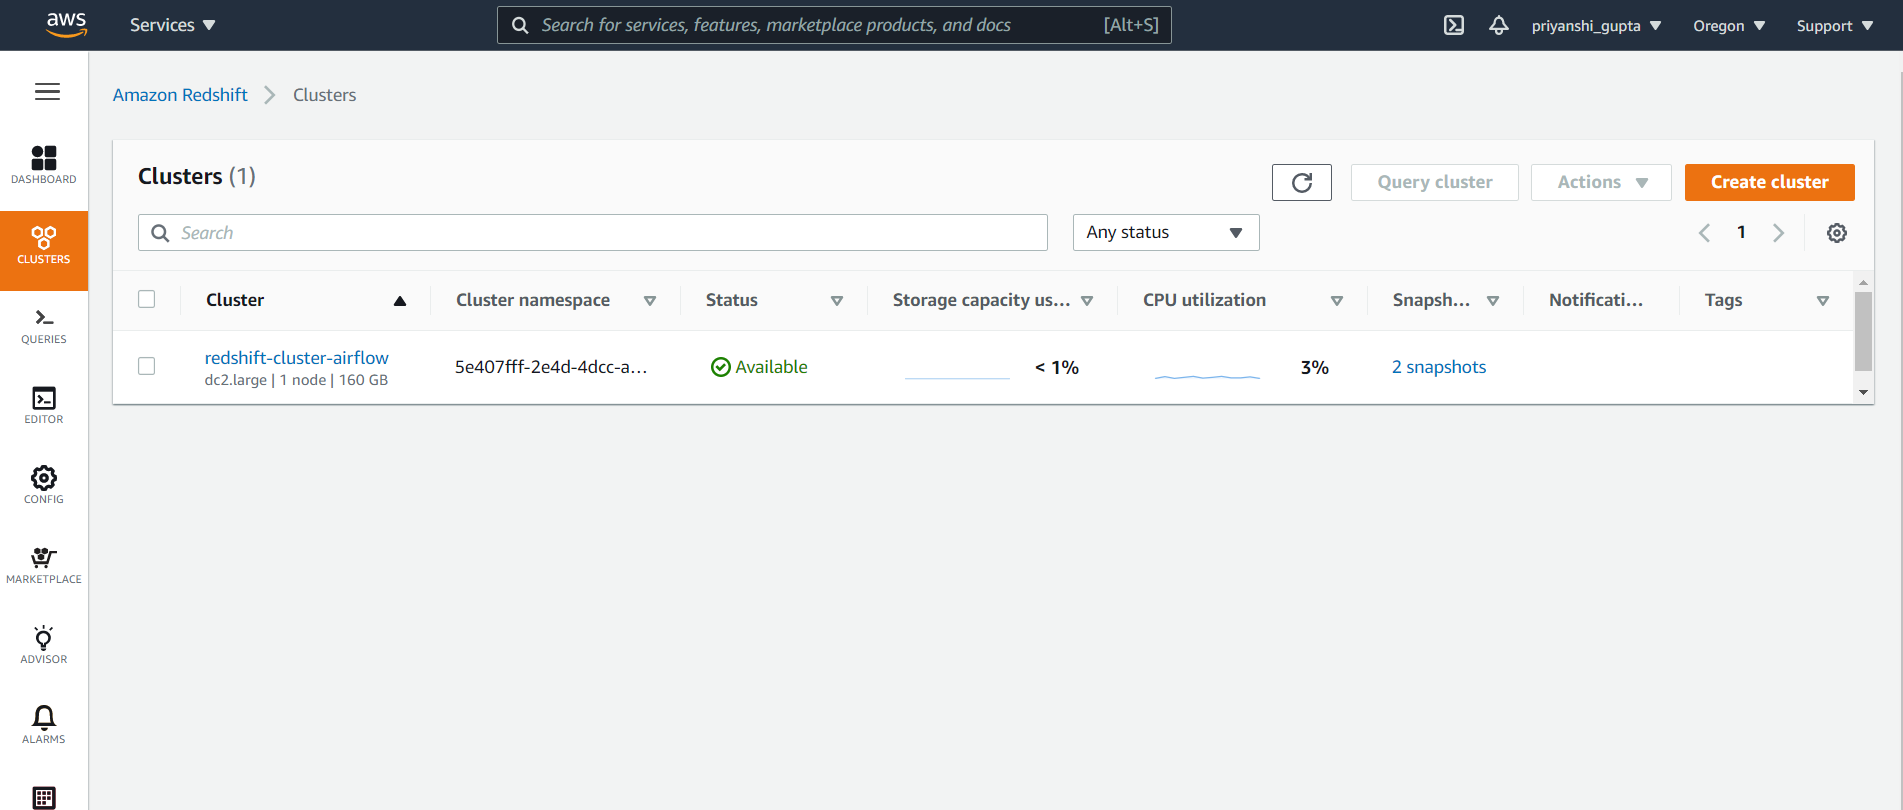 aws
Services
Search for services, features, marketplace products, and docs [Alt+S]
priyanshi_gupta
Oregon
Support
Amazon Redshift
Clusters
DASHBOARD
CLUSTERS
QUERIES
EDITOR
CONFIG
MARKETPLACE
ADVISOR
ALARMS
Clusters (1)
Query cluster
Actions
Create cluster
Search
Any status
1
Cluster
Cluster namespace
Status
Storage capacity us...
CPU utilization
Snapsh...
Notificati...
Tags
redshift-cluster-airflow
dc2.large | 1 node | 160 GB
5e407fff-2e4d-4dcc-a...
Available
< 1%
3%
2 snapshots